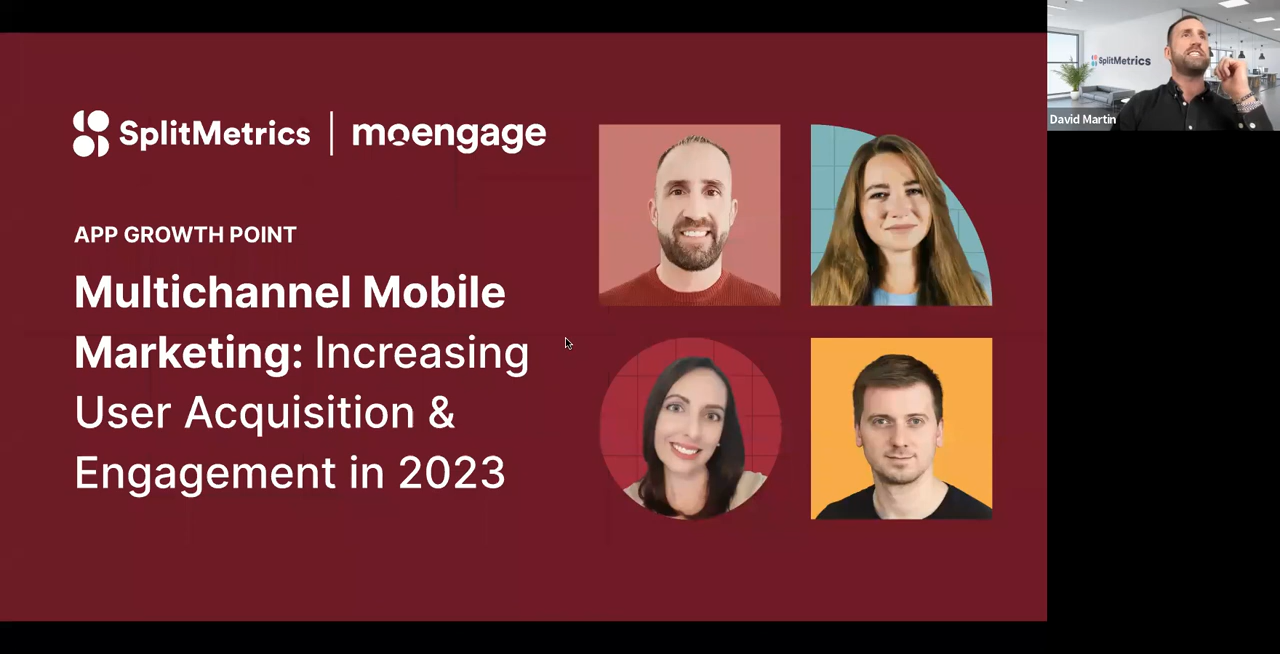 SplitMetrics | moengage
APP GROWTH POINT
Multichannel Mobile
Marketing: Increasing
User Acquisition &
Engagement in 2023
SplitMetrics
David Martin